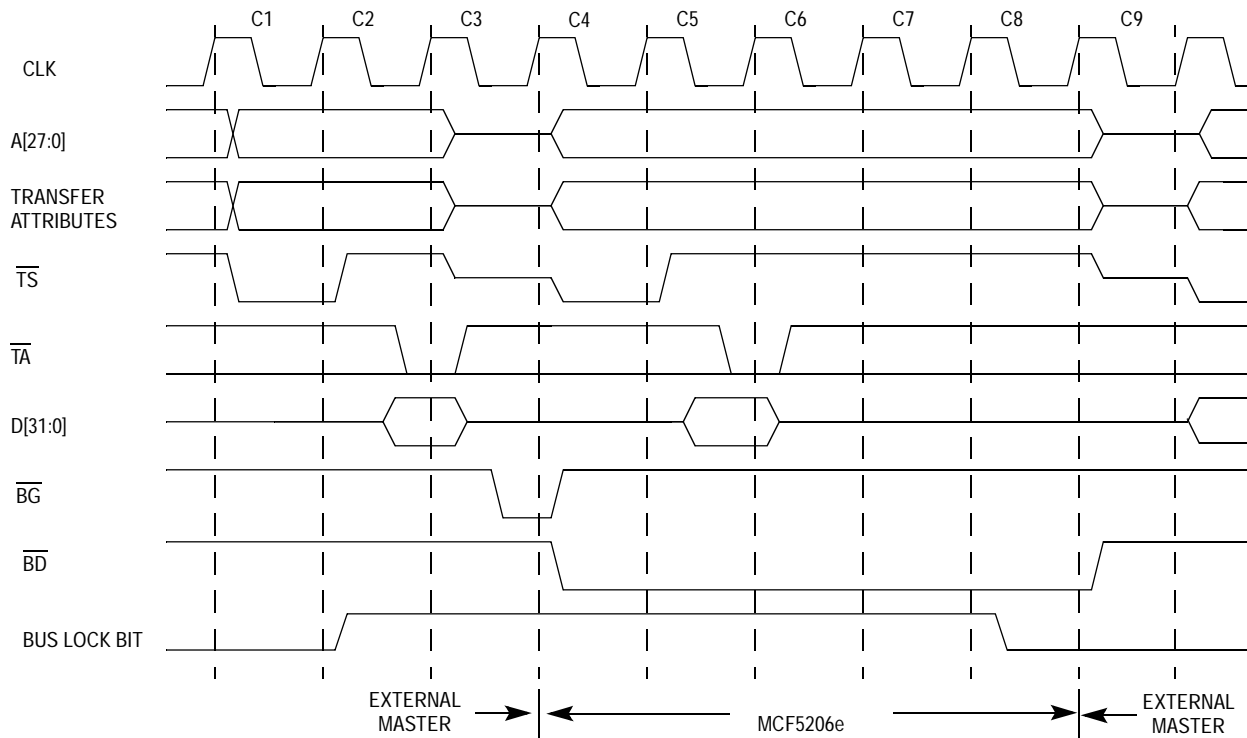 C1 C2 C3 C4 C5 C6 C7 C8 C9
CLK
A[27:0]
TRANSFER
ATTRIBUTES
TS
TA
D[31:0]
BG
BD
BUS LOCK BIT
EXTERNAL
MASTER
MCF5206e
EXTERNAL
MASTER